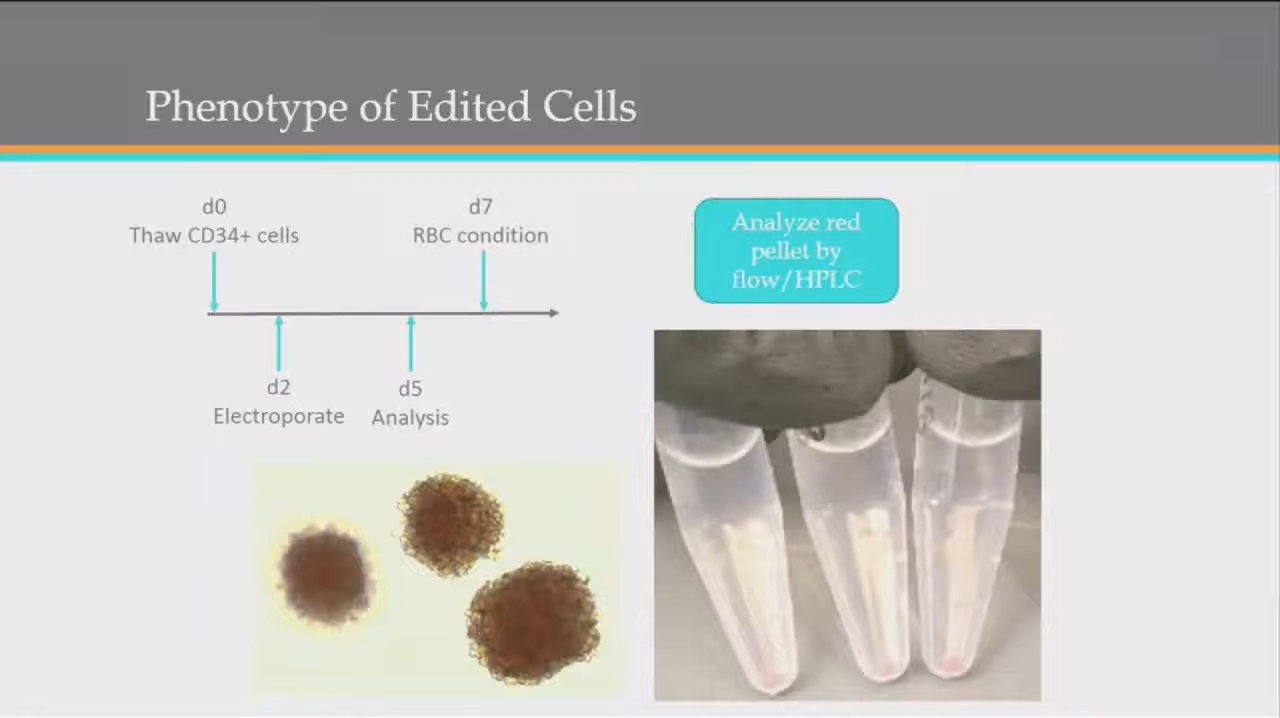 Phenotype of Edited Cells
d0
Thaw CD34+ cells
d7
RBC condition
d2
Electroporate
d5
Analysis
Analyze red
pellet by
flow/HPLC